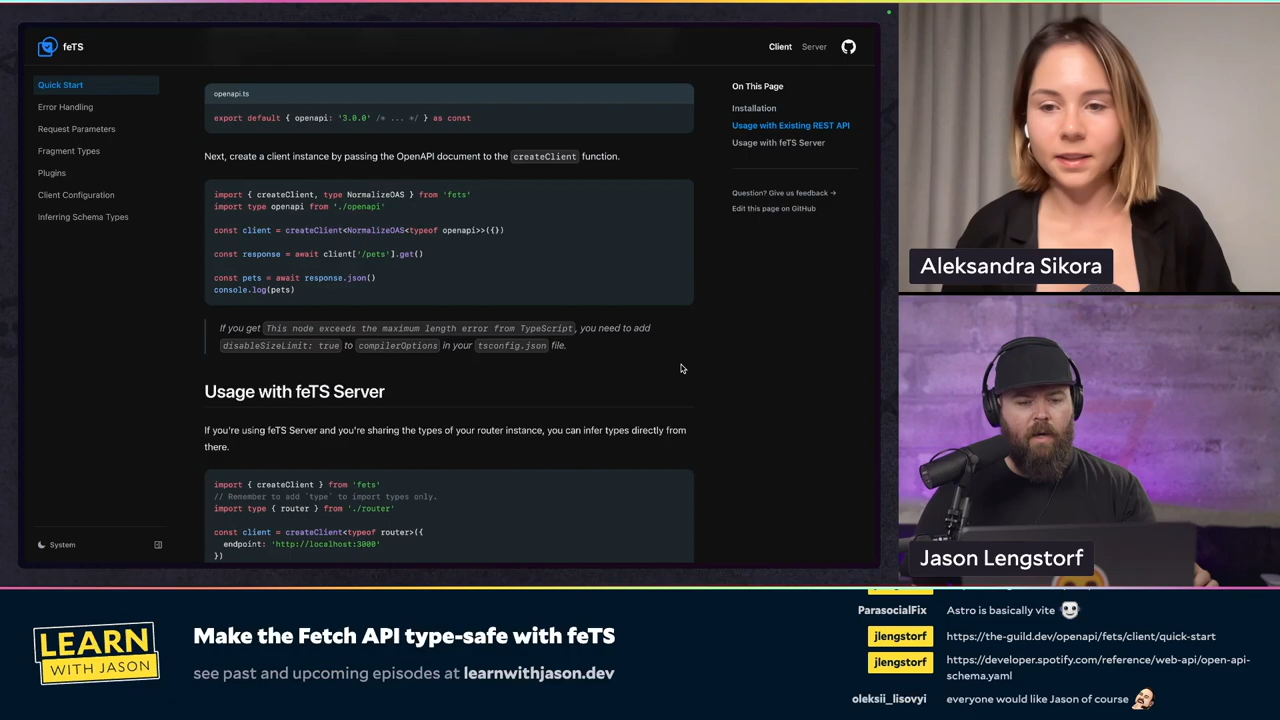 feTS
Client
Server
Quick Start
Error Handling
Request Parameters
Fragment Types
Plugins
Client Configuration
Inferring Schema Types
System
openapi.ts
export default { openapi: '3.0.0' /* ... */ } as const
Next, create a client instance by passing the OpenAPI document to the createClient function.
import { createClient, type NormalizeOAS } from 'fets'
import type openapi from './openapi'
const client = createClient<NormalizeOAS<typeof openapi>>({})
const response = await client['/pets'].get()
const pets = await response.json()
console.log(pets)
If you get This node exceeds the maximum length error from TypeScript, you need to add
disableSizeLimit: true to compilerOptions in your tsconfig.json file.
Usage with feTS Server
If you're using feTS Server and you're sharing the types of your router instance, you can infer types directly from
there.
import { createClient } from 'fets'
// Remember to add `type` to import types only.
import type { router } from './router'
const client = createClient<typeof router>({
endpoint: 'http://localhost:3000'
})
On This Page
Installation
Usage with Existing REST API
Usage with feTS Server
Question? Give us feedback →
Edit this page on GitHub
Aleksandra Sikora
Jason Lengstorf
LEARN
WITH JASON
Make the Fetch API type-safe with feTS
see past and upcoming episodes at learnwithjason.dev
ParasocialFix Astro is basically vite
jlengstorf https://the-guild.dev/openapi/fets/client/quick-start
jlengstorf https://developer.spotify.com/reference/web-api/open-api-
schema.yaml
oleksii_lisovyi everyone would like Jason of course